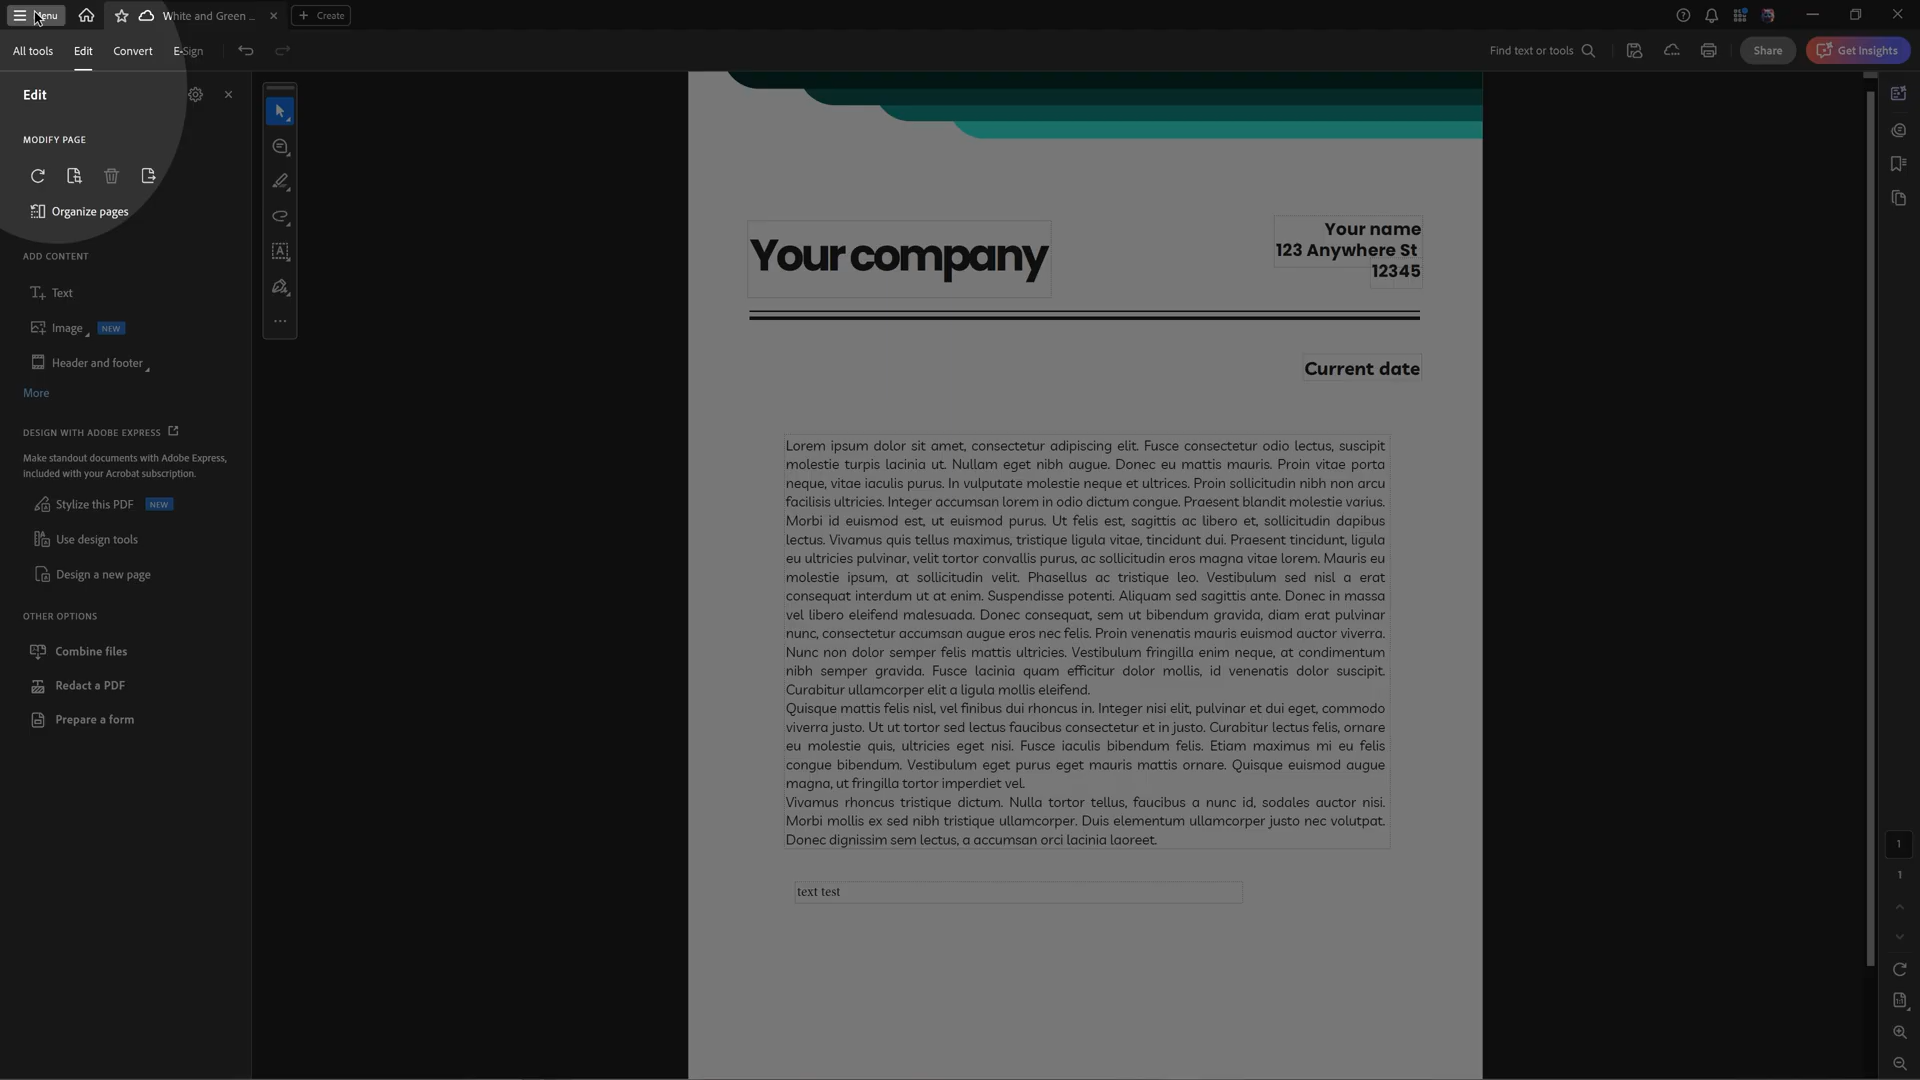 Menu
White and Green ...
Create
All tools
Edit
Convert
E-Sign
Find text or tools
Share
Get Insights
Edit
MODIFY PAGE
Organize pages
ADD CONTENT
Text
Image NEW
Header and footer
More
DESIGN WITH ADOBE EXPRESS
Make standout documents with Adobe Express,
included with your Acrobat subscription.
Stylize this PDF NEW
Use design tools
Design a new page
OTHER OPTIONS
Combine files
Redact a PDF
Prepare a form
Your company
Your name
123 Anywhere St
12345
Current date
Lorem ipsum dolor sit amet, consectetur adipiscing elit. Fusce consectetur odio lectus, suscipit
molestie turpis lacinia ut. Nullam eget nibh augue. Donec eu mattis mauris. Proin vitae porta
neque, vitae iaculis purus. In vulputate molestie neque et ultrices. Proin sollicitudin nibh non arcu
facilisis ultricies. Integer accumsan lorem in odio dictum congue. Praesent blandit molestie varius.
Morbi id euismod est, ut euismod purus. Ut felis est, sagittis ac libero et, sollicitudin dapibus
lectus. Vivamus quis tellus maximus, tristique ligula vitae, tincidunt dui. Praesent tincidunt, ligula
eu ultricies pulvinar, velit tortor convallis purus, ac sollicitudin eros magna vitae lorem. Mauris eu
molestie ipsum, at sollicitudin velit. Phasellus ac tristique leo. Vestibulum sed nisl a erat
consequat interdum ut at enim. Suspendisse potenti. Aliquam sed sagittis ante. Donec in massa
vel libero eleifend malesuada. Donec consequat, sem ut bibendum gravida, diam erat pulvinar
nunc, consectetur accumsan augue eros nec felis. Proin venenatis mauris euismod auctor viverra.
Nunc non dolor semper felis mattis ultricies. Vestibulum fringilla enim neque, at condimentum
nibh semper gravida. Fusce lacinia quam efficitur dolor mollis, id venenatis dolor suscipit.
Curabitur ullamcorper elit a ligula mollis eleifend.
Quisque mattis felis nisl, vel finibus dui rhoncus in. Integer nisi elit, pulvinar et dui eget, commodo
viverra justo. Ut ut tortor sed lectus faucibus consectetur et in justo. Curabitur lectus felis, ornare
eu molestie quis, ultricies eget nisi. Fusce iaculis bibendum felis. Etiam maximus mi eu felis
congue bibendum. Vestibulum eget purus eget mauris mattis ornare. Quisque euismod augue
magna, ut fringilla tortor imperdiet vel.
Vivamus rhoncus tristique dictum. Nulla tortor tellus, faucibus a nunc id, sodales auctor nisi.
Morbi mollis ex sed nibh tristique ullamcorper. Duis elementum ullamcorper justo nec volutpat.
Donec dignissim sem lectus, a accumsan orci lacinia laoreet.
text test
1
1